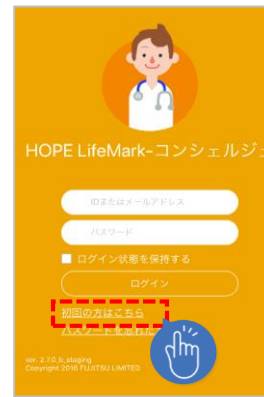 HOPE LifeMark-コンシェルジュ
IDまたはメールアドレス
パスワード
ログイン状態を保持する
ログイン
初回の方はこちら
パスワードを忘れた
ver. 2.7.0_b_staging
Copyright 2016 FUJITSU LIMITED